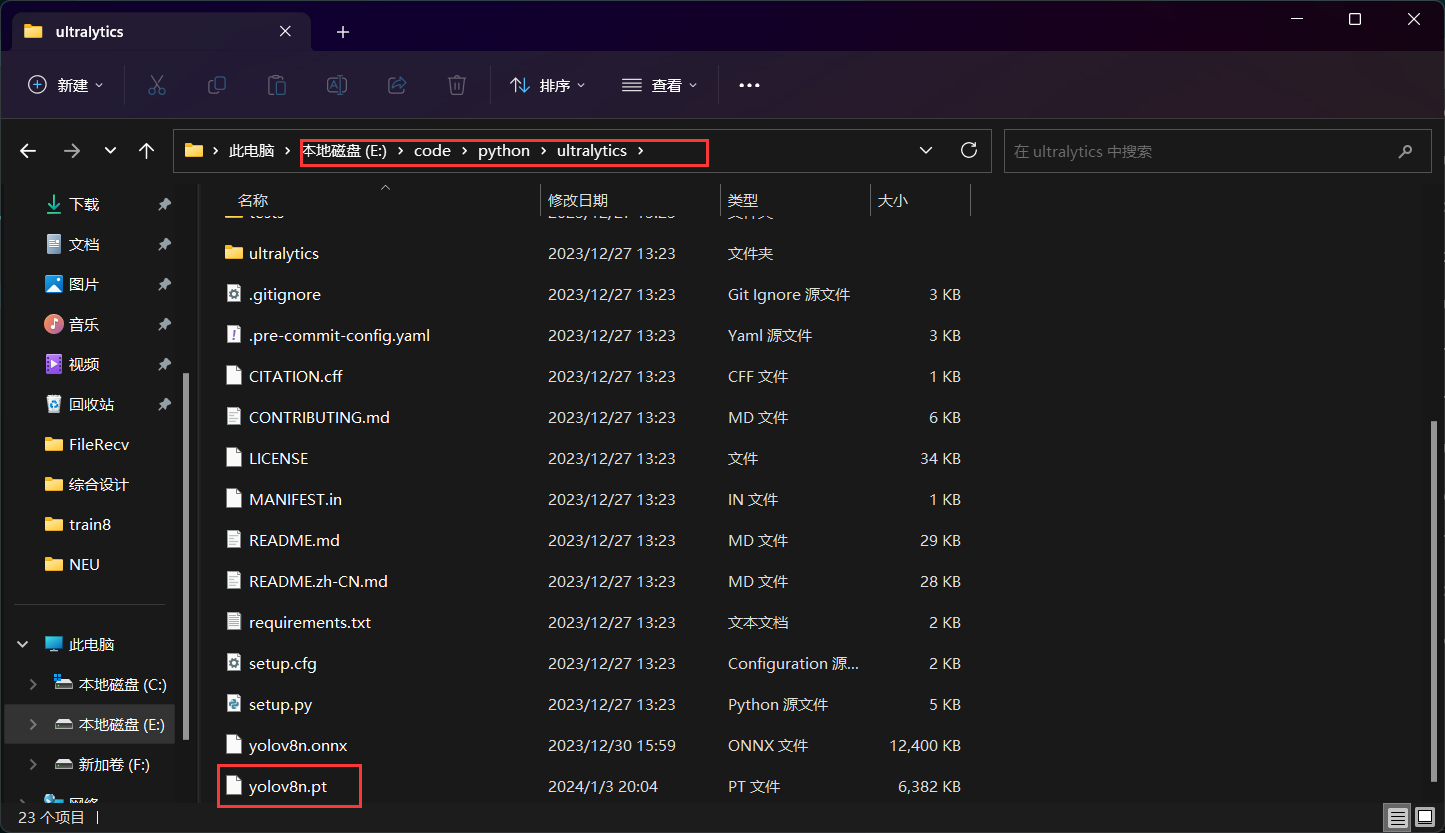 ultralytics
新建
排序
查看
此电脑 本地磁盘 (E:) code python ultralytics
在 ultralytics 中搜索
名称 修改日期 类型 大小
下载
文档
图片
音乐
视频
回收站
FileRecv
综合设计
train8
NEU
此电脑
本地磁盘 (C:)
本地磁盘 (E:)
新加卷 (F:)
网络
tests 2023/12/27 13:23 文件夹
ultralytics 2023/12/27 13:23 文件夹
.gitignore 2023/12/27 13:23 Git Ignore 源文件 3 KB
.pre-commit-config.yaml 2023/12/27 13:23 Yaml 源文件 3 KB
CITATION.cff 2023/12/27 13:23 CFF 文件 1 KB
CONTRIBUTING.md 2023/12/27 13:23 MD 文件 6 KB
LICENSE 2023/12/27 13:23 文件 34 KB
MANIFEST.in 2023/12/27 13:23 IN 文件 1 KB
README.md 2023/12/27 13:23 MD 文件 29 KB
README.zh-CN.md 2023/12/27 13:23 MD 文件 28 KB
requirements.txt 2023/12/27 13:23 文本文档 2 KB
setup.cfg 2023/12/27 13:23 Configuration 源... 2 KB
setup.py 2023/12/27 13:23 Python 源文件 5 KB
yolov8n.onnx 2023/12/30 15:59 ONNX 文件 12,400 KB
yolov8n.pt 2024/1/3 20:04 PT 文件 6,382 KB
23 个项目